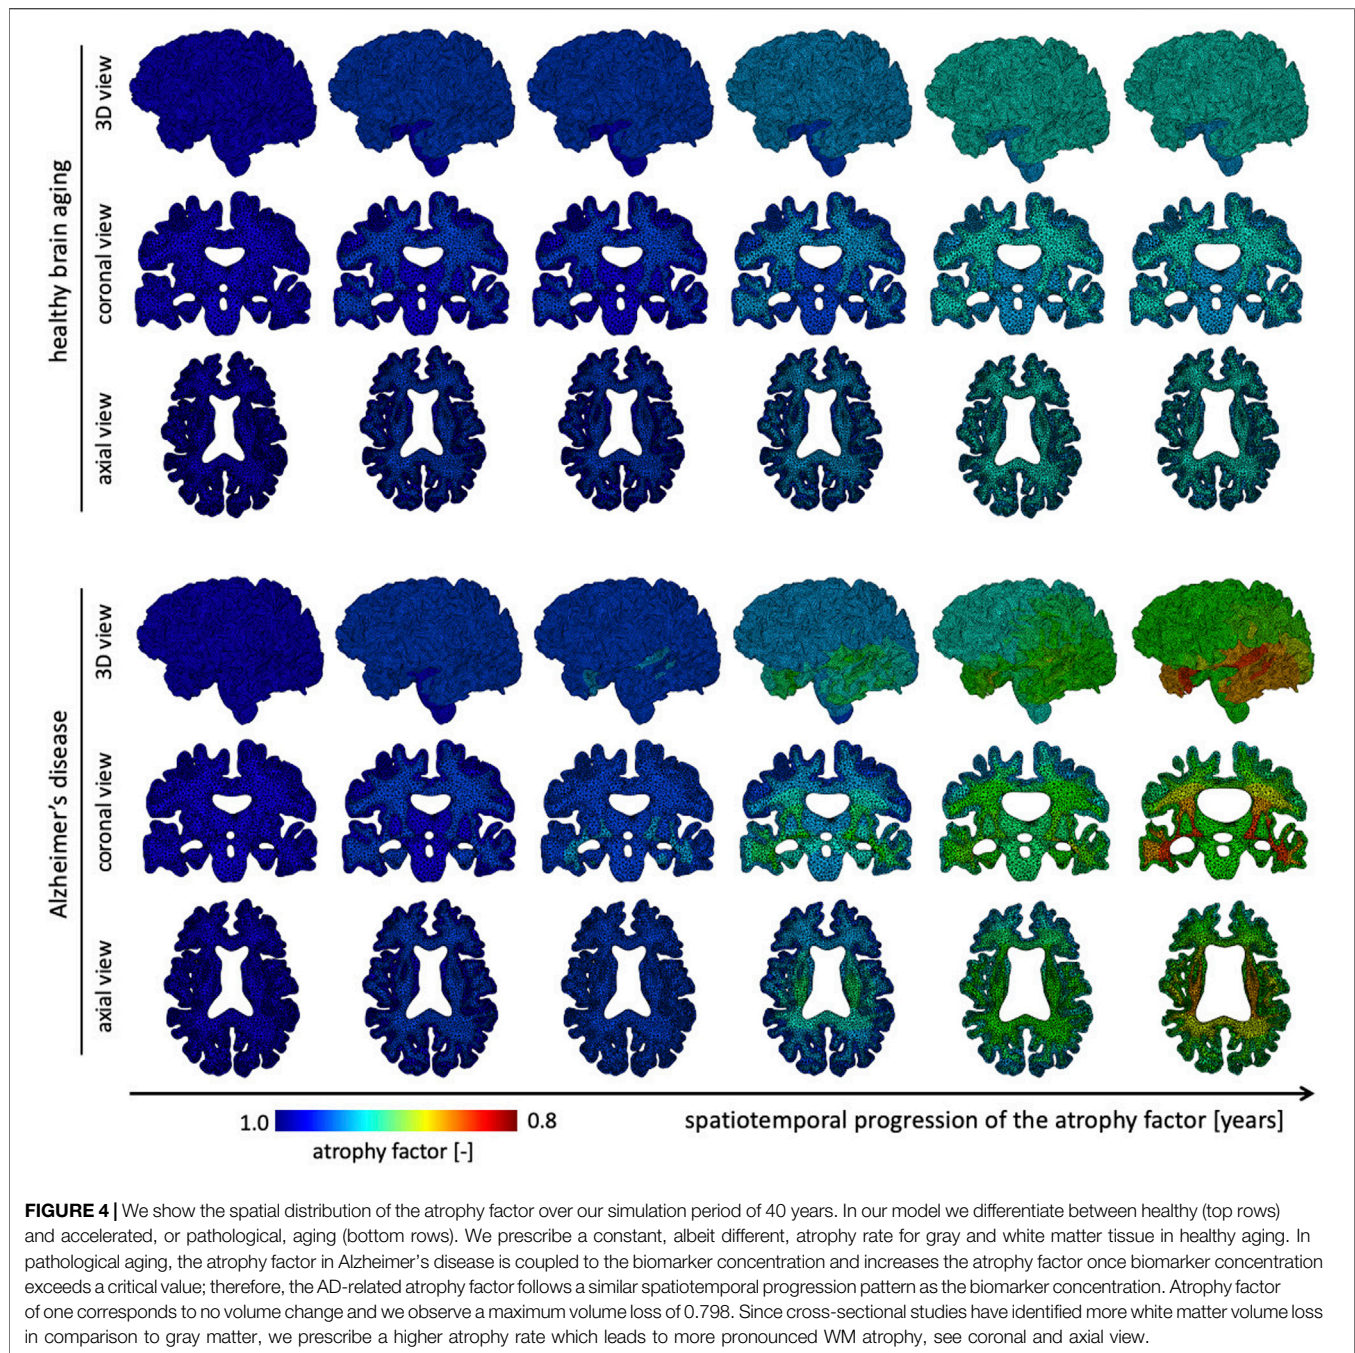 healthy brain aging
3D view
coronal view
axial view
Alzheimer's disease
3D view
coronal view
axial view
1.0
0.8
atrophy factor [-]
spatiotemporal progression of the atrophy factor [years]
FIGURE 4 | We show the spatial distribution of the atrophy factor over our simulation period of 40 years. In our model we differentiate between healthy (top rows)
and accelerated, or pathological, aging (bottom rows). We prescribe a constant, albeit different, atrophy rate for gray and white matter tissue in healthy aging. In
pathological aging, the atrophy factor in Alzheimer's disease is coupled to the biomarker concentration and increases the atrophy factor once biomarker concentration
exceeds a critical value; therefore, the AD-related atrophy factor follows a similar spatiotemporal progression pattern as the biomarker concentration. Atrophy factor
of one corresponds to no volume change and we observe a maximum volume loss of 0.798. Since cross-sectional studies have identified more white matter volume loss
in comparison to gray matter, we prescribe a higher atrophy rate which leads to more pronounced WM atrophy, see coronal and axial view.